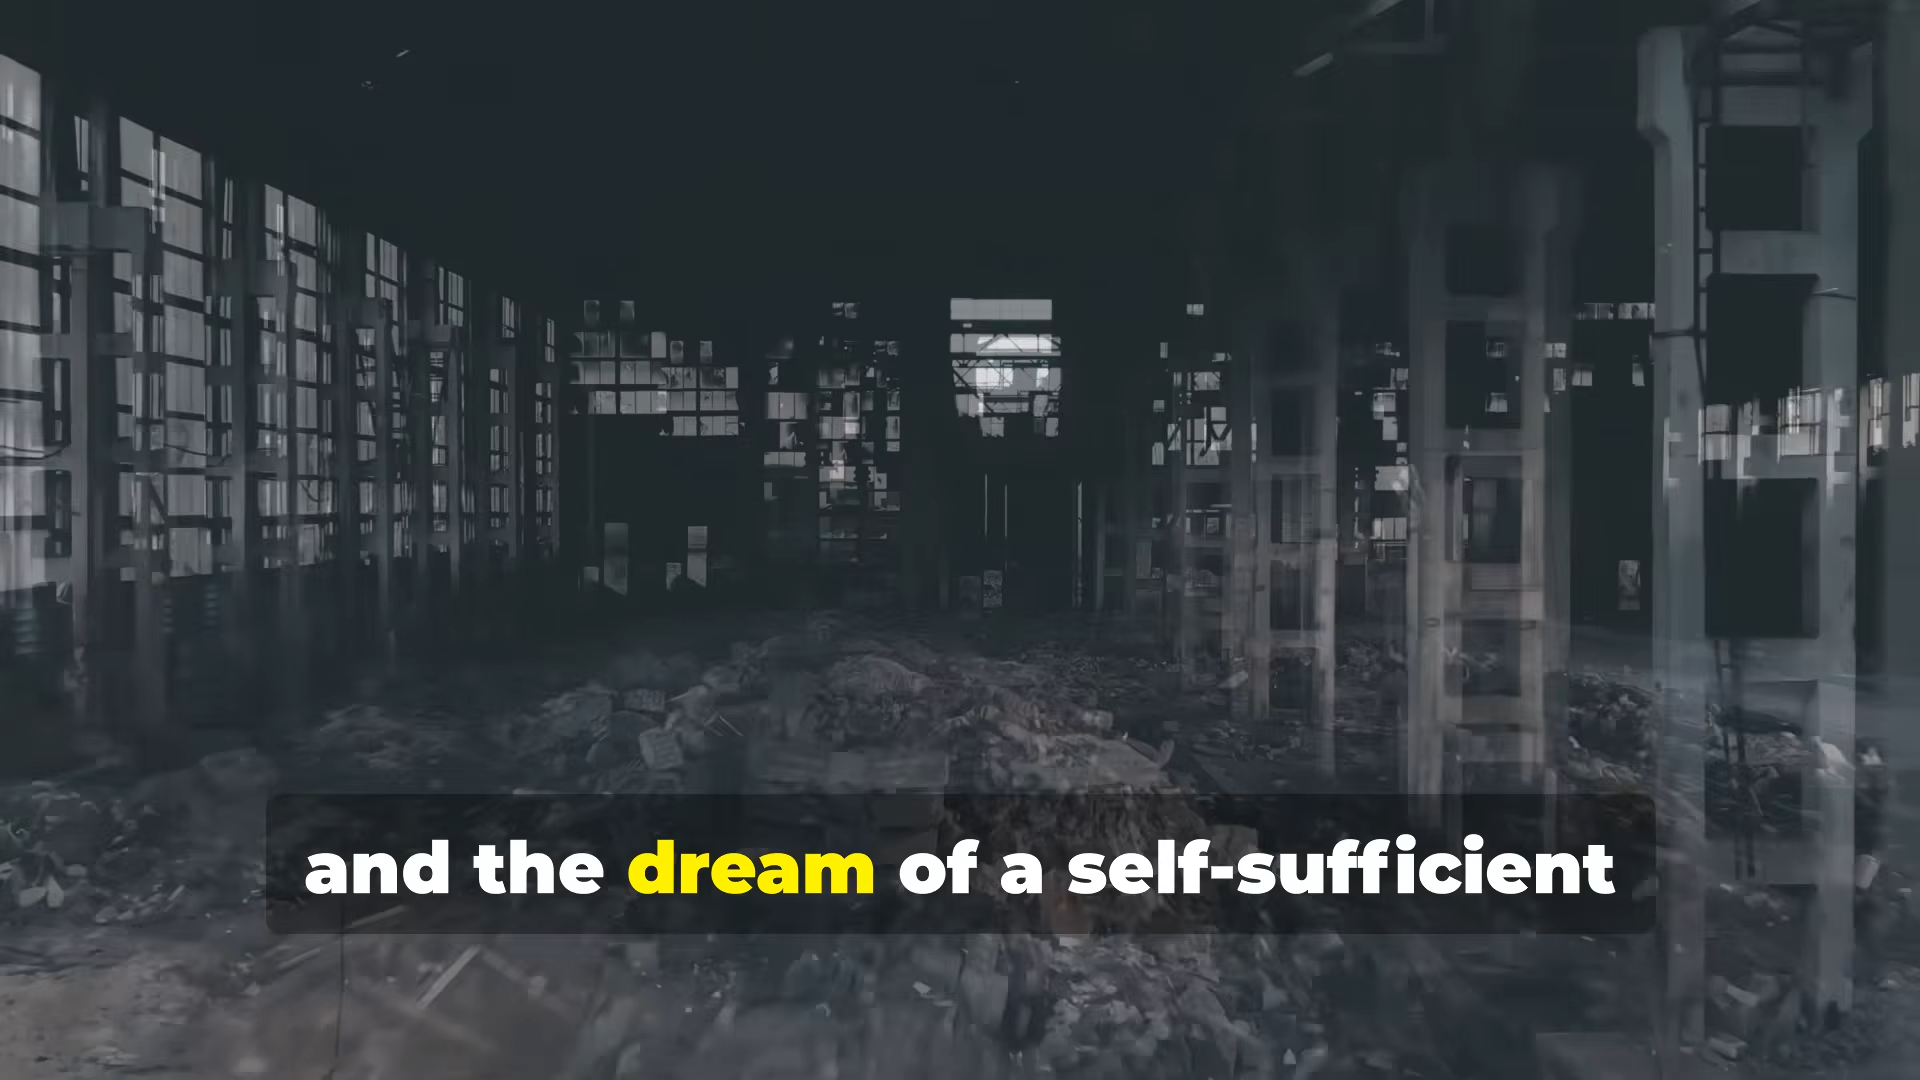 and the dream of a self-sufficient